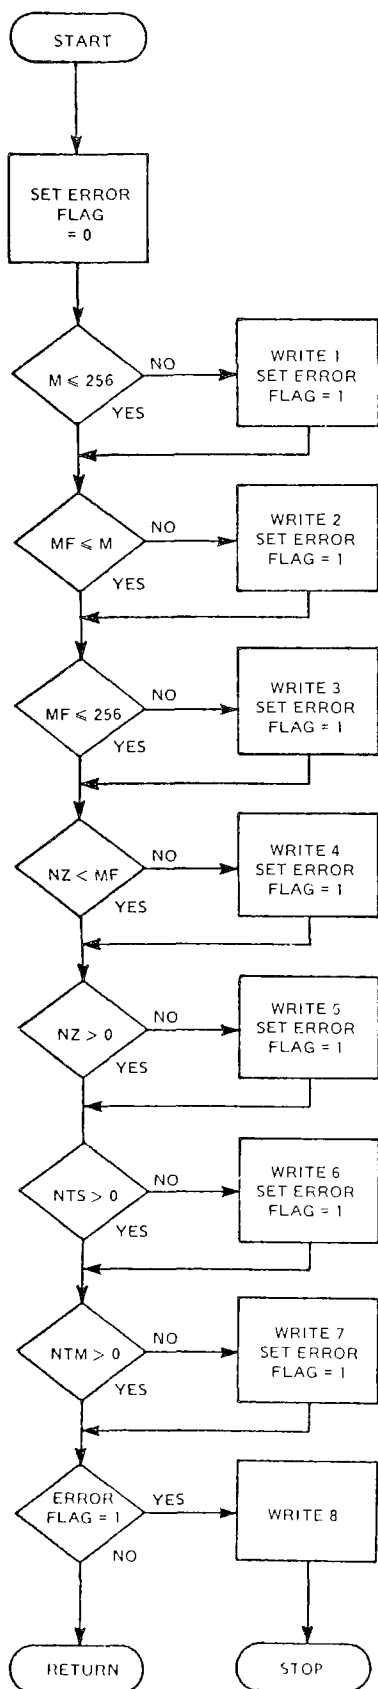 START
SET ERROR
FLAG
= 0
M ⩽ 256
NO
YES
WRITE 1
SET ERROR
FLAG = 1
MF ⩽ M
NO
YES
WRITE 2
SET ERROR
FLAG = 1
MF ⩽ 256
NO
YES
WRITE 3
SET ERROR
FLAG = 1
NZ < MF
NO
YES
WRITE 4
SET ERROR
FLAG = 1
NZ > 0
NO
YES
WRITE 5
SET ERROR
FLAG = 1
NTS > 0
NO
YES
WRITE 6
SET ERROR
FLAG = 1
NTM > 0
NO
YES
WRITE 7
SET ERROR
FLAG = 1
ERROR
FLAG = 1
YES
NO
WRITE 8
RETURN
STOP